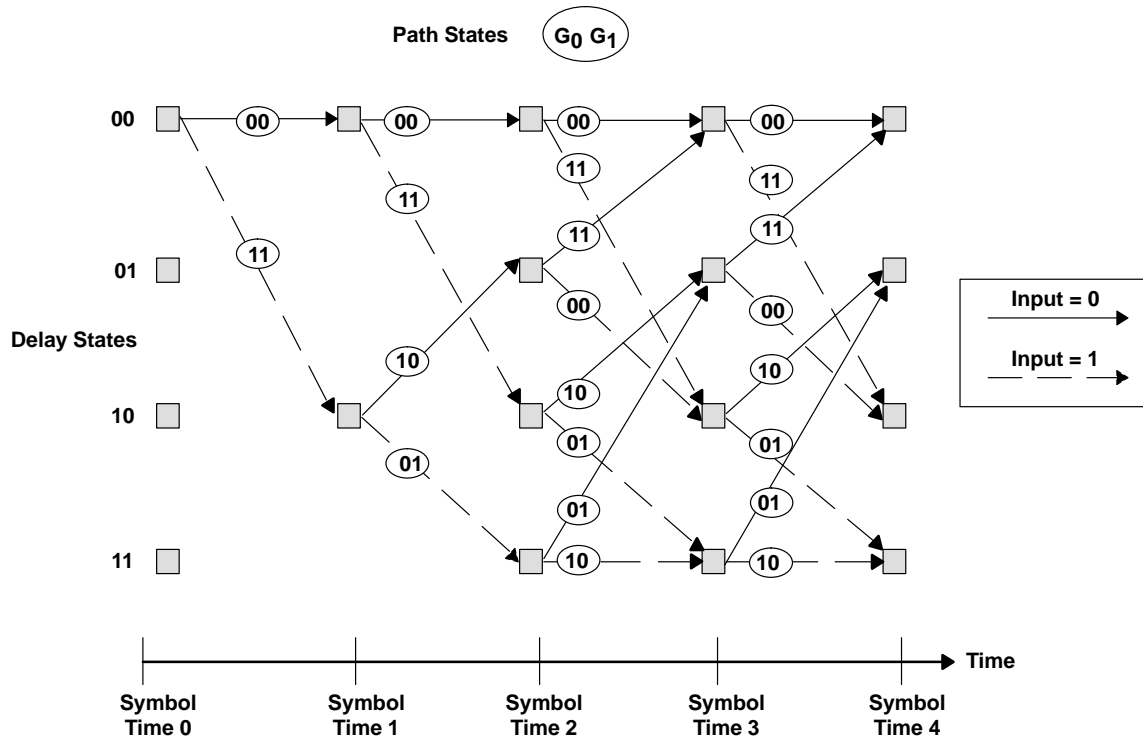 Path States
G0 G1
00
00
00
00
00
11
11
11
11
01
11
11
00
00
Delay States
10
10
10
10
01
01
01
01
01
11
10
10
Input = 0
Input = 1
Time
Symbol
Time 0
Symbol
Time 1
Symbol
Time 2
Symbol
Time 3
Symbol
Time 4